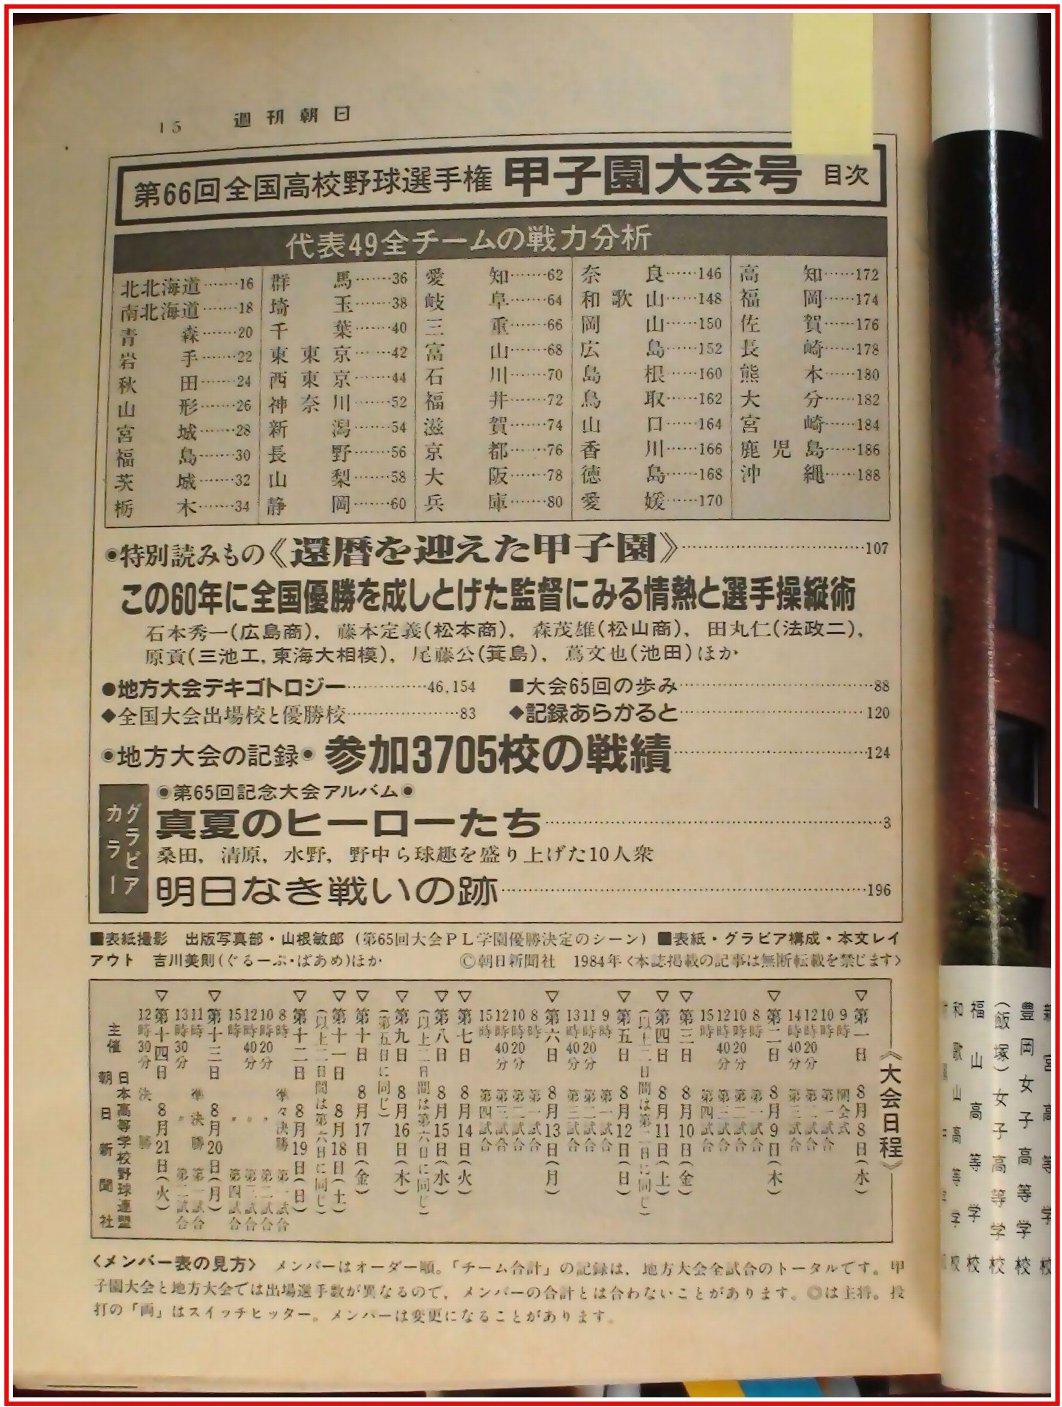 15 週刊朝日
第66回全国高校野球選手権 甲子園大会号 目次
代表49全チームの戦力分析
北北海道……16
南北海道……18
青森……20
岩手……22
秋田……24
山形……26
宮城……28
福島……30
茨城……32
栃木……34
群馬……36
埼玉……38
千葉……40
東東京……42
西東京……44
神奈川……52
新潟……54
長野……56
山梨……58
静岡……60
愛知……62
岐阜……64
三重……66
富山……68
石川……70
福井……72
滋賀……74
京都……76
大阪……78
兵庫……80
奈良……146
和歌山……148
岡山……150
広島……152
島根……160
鳥取……162
山口……164
香川……166
徳島……168
愛媛……170
高知……172
福岡……174
佐賀……176
長崎……178
熊本……180
大分……182
宮崎……184
鹿児島……186
沖縄……188
◉特別読みもの《還暦を迎えた甲子園》……107
この60年に全国優勝を成しとげた監督にみる情熱と選手操縦術
石本秀一(広島商)，藤本定義(松本商)，森茂雄(松山商)，田丸仁(法政二)，
原貢(三池工，東海大相模)，尾藤公(箕島)，蔦文也(池田)ほか
●地方大会デキゴトロジー……46,154
■大会65回の歩み……88
◆全国大会出場校と優勝校……83
◆記録あらかると……120
◉地方大会の記録◉ 参加3705校の戦績……124
カラー
グラビア
◉第65回記念大会アルバム◉
真夏のヒーローたち……3
桑田，清原，水野，野中ら球趣を盛り上げた10人衆
明日なき戦いの跡……196
■表紙撮影 出版写真部・山根敏郎（第65回大会ＰＬ学園優勝決定のシーン）■表紙・グラビア構成・本文レイ
アウト 吉川美則(ぐるーぷ・ぱあめ)ほか Ⓒ朝日新聞社 1984年〈本誌掲載の記事は無断転載を禁じます〉
《大会日程》
▽第一日 8月8日(水)
9時 開会式
10時 第一試合
12時20分 第二試合
14時40分 第三試合
▽第二日 8月9日(木)
8時 第一試合
10時20分 第二試合
12時40分 第三試合
15時 第四試合
▽第三日 8月10日(金)
▽第四日 8月11日(土)
(以上二日間は第二日に同じ)
▽第五日 8月12日(日)
9時 第一試合
11時20分 第二試合
13時40分 第三試合
▽第六日 8月13日(月)
8時 第一試合
10時20分 第二試合
12時40分 第三試合
15時 第四試合
▽第七日 8月14日(火)
▽第八日 8月15日(水)
(以上二日間は第六日に同じ)
▽第九日 8月16日(木)
(第五日に同じ)
▽第十日 8月17日(金)
▽第十一日 8月18日(土)
(以上二日間は第六日に同じ)
▽第十二日 8月19日(日)
8時 準々決勝 第一試合
10時20分 〃 第二試合
12時40分 〃 第三試合
15時 〃 第四試合
▽第十三日 8月20日(月)
11時 準決勝 第一試合
13時30分 〃 第二試合
▽第十四日 8月21日(火)
12時30分 決勝
主催 日本高等学校野球連盟
朝日新聞社
〈メンバー表の見方〉 メンバーはオーダー順。「チーム合計」の記録は、地方大会全試合のトータルです。甲
子園大会と地方大会では出場選手数が異なるので、メンバーの合計とは合わないことがあります。◎は主将。投
打の「両」はスイッチヒッター。メンバーは変更になることがあります。
新宮高等学校
豊岡女子高等学校
(飯塚)女子高等学校
福山高等学校
和歌山高等学校